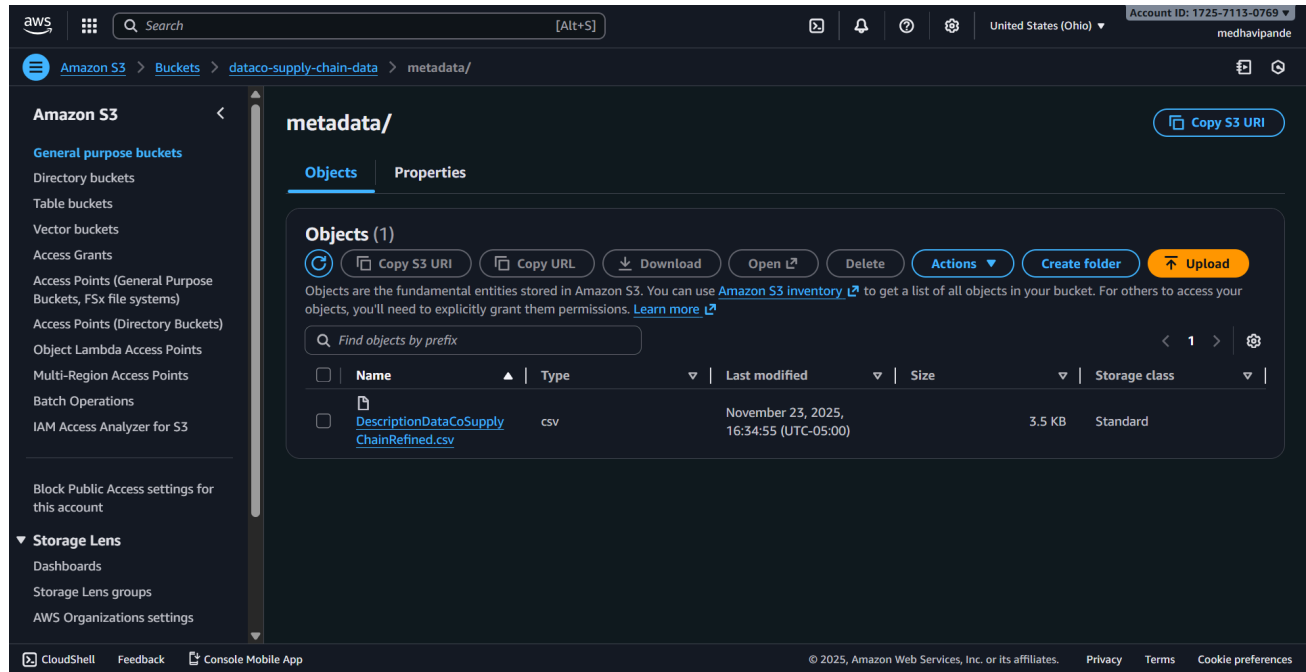 aws
Search
[Alt+S]
United States (Ohio) ▼
Account ID: 1725-7113-0769 ▼
medhavipande
Amazon S3 > Buckets > dataco-supply-chain-data > metadata/
Amazon S3
General purpose buckets
Directory buckets
Table buckets
Vector buckets
Access Grants
Access Points (General Purpose
Buckets, FSx file systems)
Access Points (Directory Buckets)
Object Lambda Access Points
Multi-Region Access Points
Batch Operations
IAM Access Analyzer for S3
Block Public Access settings for
this account
▼ Storage Lens
Dashboards
Storage Lens groups
AWS Organizations settings
metadata/
Copy S3 URI
Objects
Properties
Objects (1)
Copy S3 URI
Copy URL
Download
Open
Delete
Actions ▼
Create folder
Upload
Objects are the fundamental entities stored in Amazon S3. You can use Amazon S3 inventory to get a list of all objects in your bucket. For others to access your
objects, you'll need to explicitly grant them permissions. Learn more
Find objects by prefix
< 1 >
Name ▲ | Type | Last modified | Size | Storage class
DescriptionDataCoSupply
ChainRefined.csv
csv
November 23, 2025,
16:34:55 (UTC-05:00)
3.5 KB
Standard
CloudShell
Feedback
Console Mobile App
© 2025, Amazon Web Services, Inc. or its affiliates.
Privacy
Terms
Cookie preferences